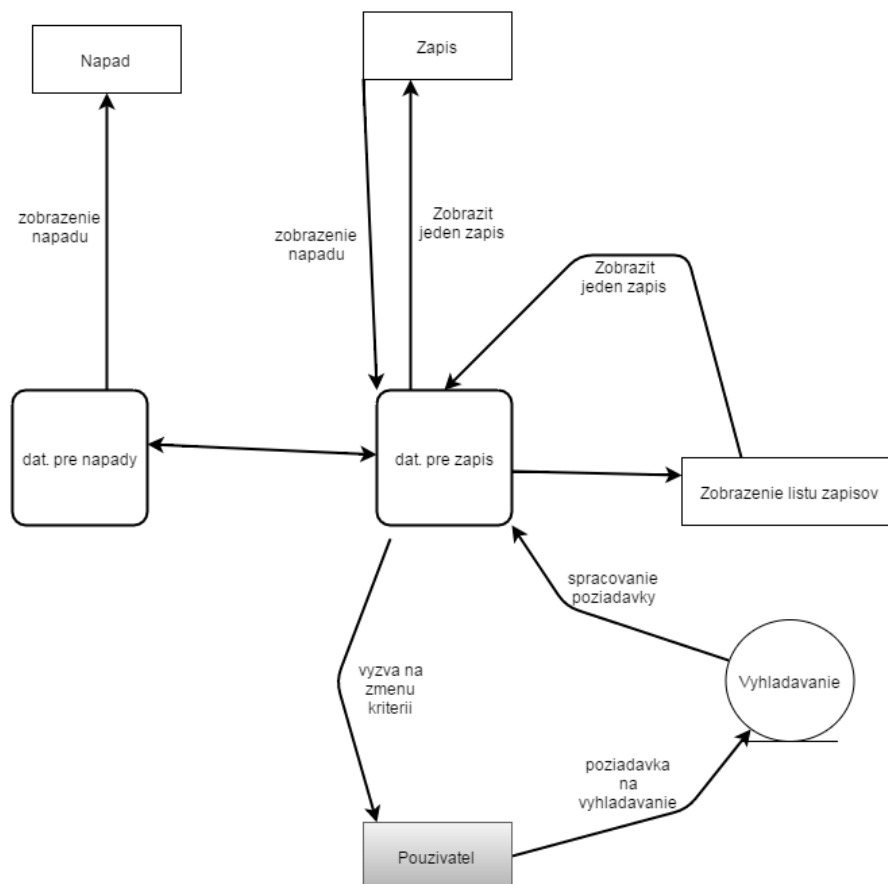 Napad
Zapis
zobrazenie
napadu
zobrazenie
napadu
Zobrazit
jeden zapis
Zobrazit
jeden zapis
dat. pre napady
dat. pre zapis
Zobrazenie listu zapisov
spracovanie
poziadavky
vyzva na
zmenu
kriterii
Vyhladavanie
poziadavka
na
vyhladavanie
Pouzivatel